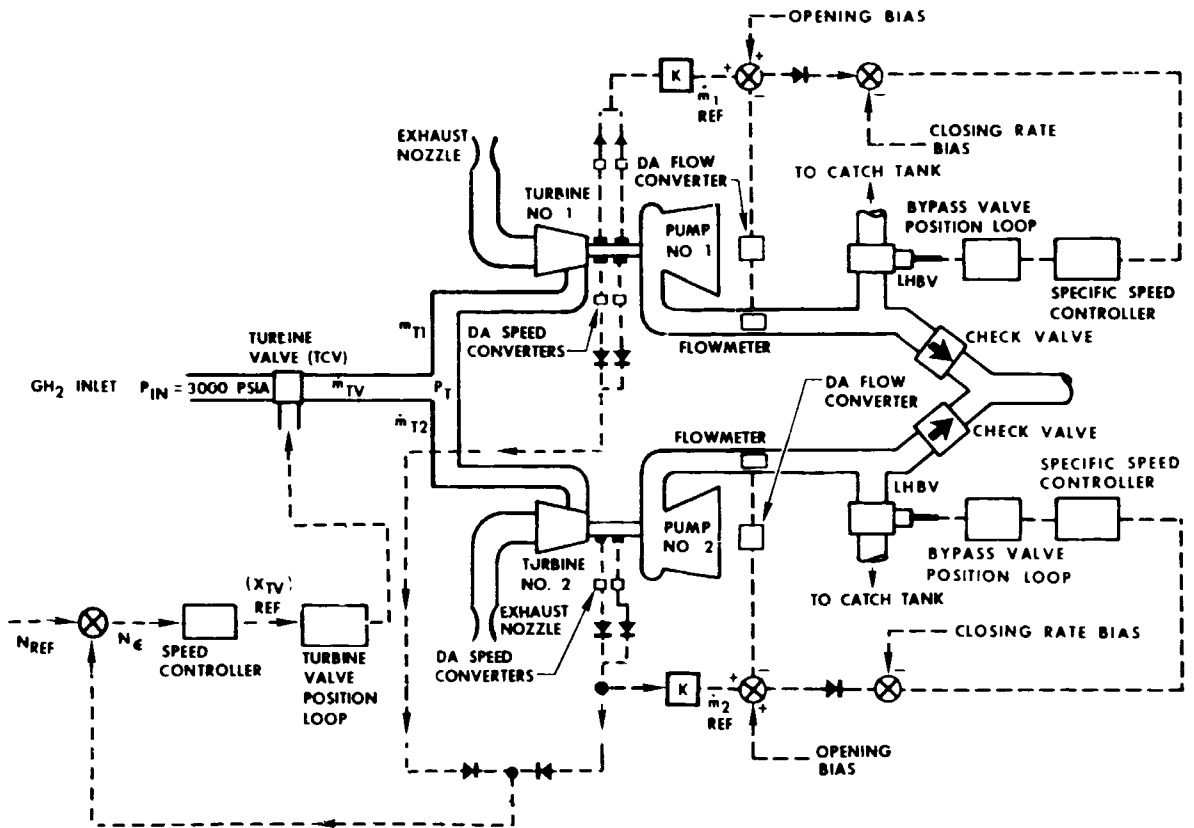 OPENING BIAS
K
ṁ1
REF
+
+
−
−
CLOSING RATE
BIAS
EXHAUST
NOZZLE
DA FLOW
CONVERTER
TO CATCH TANK
TURBINE
NO. 1
PUMP
NO 1
BYPASS VALVE
POSITION LOOP
LHBV
SPECIFIC SPEED
CONTROLLER
mT1
DA SPEED
CONVERTERS
FLOWMETER
CHECK VALVE
TURBINE
VALVE (TCV)
GH2 INLET PIN = 3000 PSIA
ṁTV
PT
ṁT2
DA FLOW
CONVERTER
FLOWMETER
CHECK VALVE
SPECIFIC SPEED
CONTROLLER
LHBV
PUMP
NO 2
BYPASS VALVE
POSITION LOOP
TURBINE
NO. 2
TO CATCH TANK
(XTV)
REF
EXHAUST
NOZZLE
CLOSING RATE BIAS
NREF
Nϵ
SPEED
CONTROLLER
TURBINE
VALVE
POSITION
LOOP
DA SPEED
CONVERTERS
K
ṁ2
REF
+
−
+
−
OPENING
BIAS